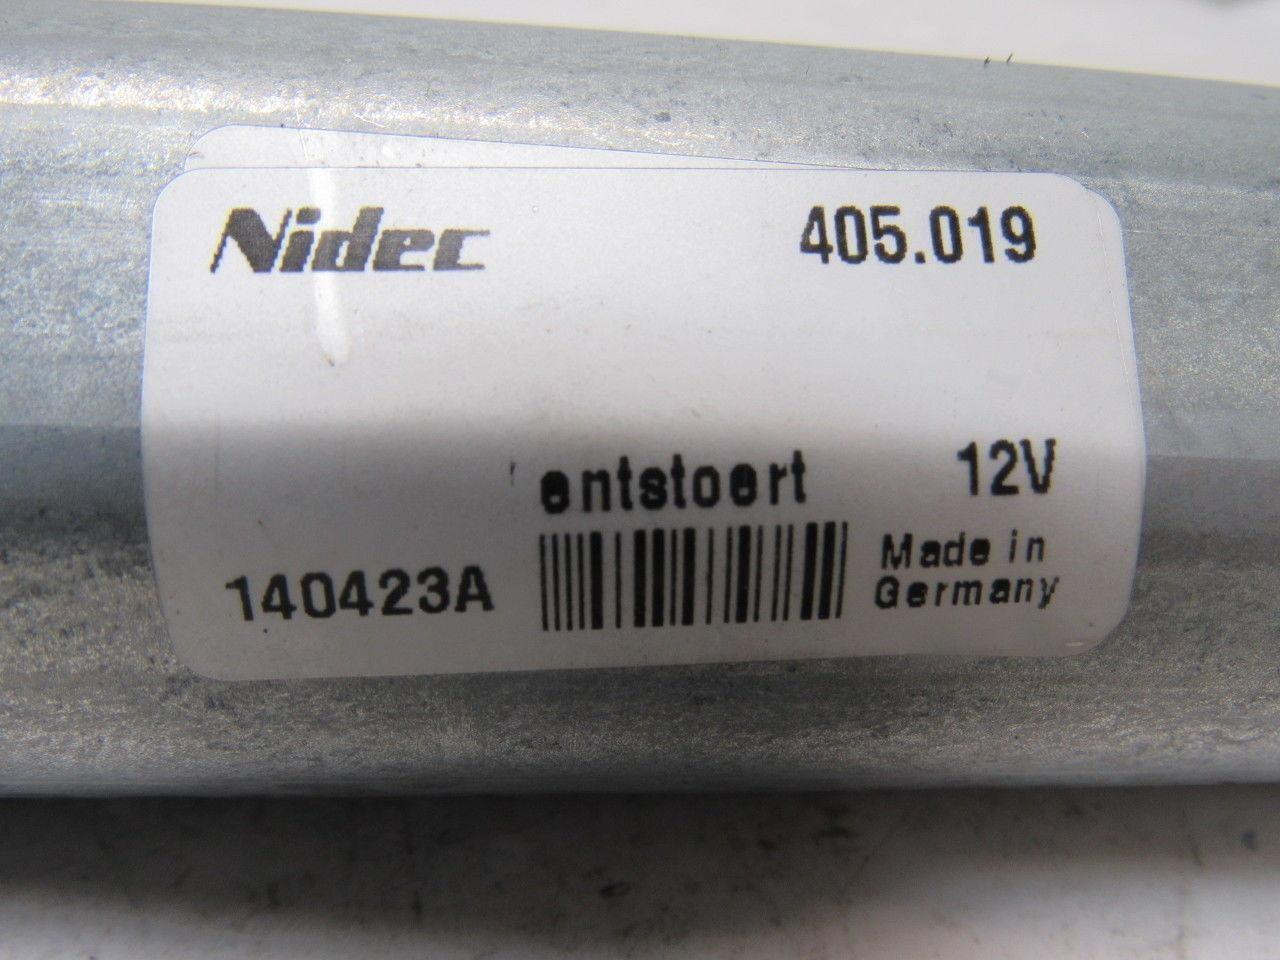 Nidec 405.019
entstoert 12V
140423A Made in
Germany